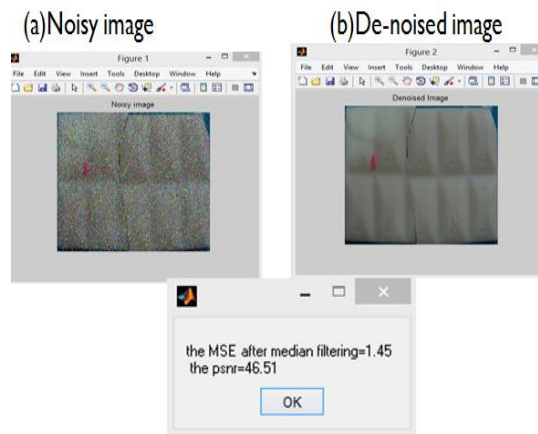 (a)Noisy image
(b)De-noised image
Figure 1
File Edit View Insert Tools Desktop Window Help
Noisy image
Figure 2
File Edit View Insert Tools Desktop Window Help
Denoised Image
the MSE after median filtering=1.45
the psnr=46.51
OK